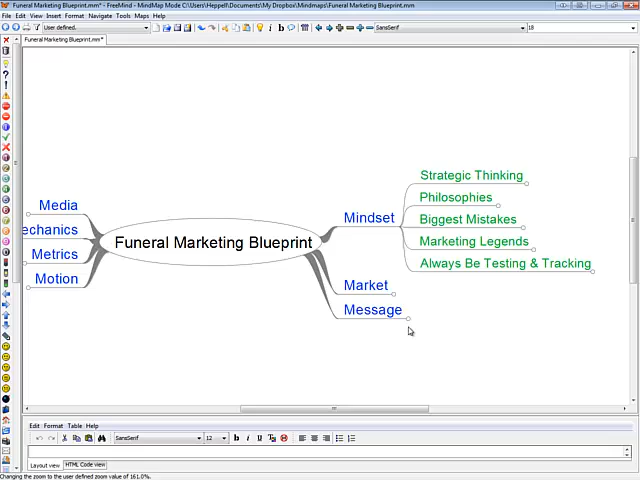 Funeral Marketing Blueprint.mm* - FreeMind - MindMap Mode C:\Users\Heppell\Documents\My Dropbox\Mindmaps\Funeral Marketing Blueprint.mm
File Edit View Insert Format Navigate Tools Maps Help
User defined.
SansSerif
18
Funeral Marketing Blueprint.mm*
Strategic Thinking
Philosophies
Biggest Mistakes
Marketing Legends
Always Be Testing & Tracking
Mindset
Market
Message
Funeral Marketing Blueprint
Media
echanics
Metrics
Motion
Edit Format Table Help
SansSerif
12
b i U
Layout view HTML Code view
Changing the zoom to the user defined zoom value of 161.0%.